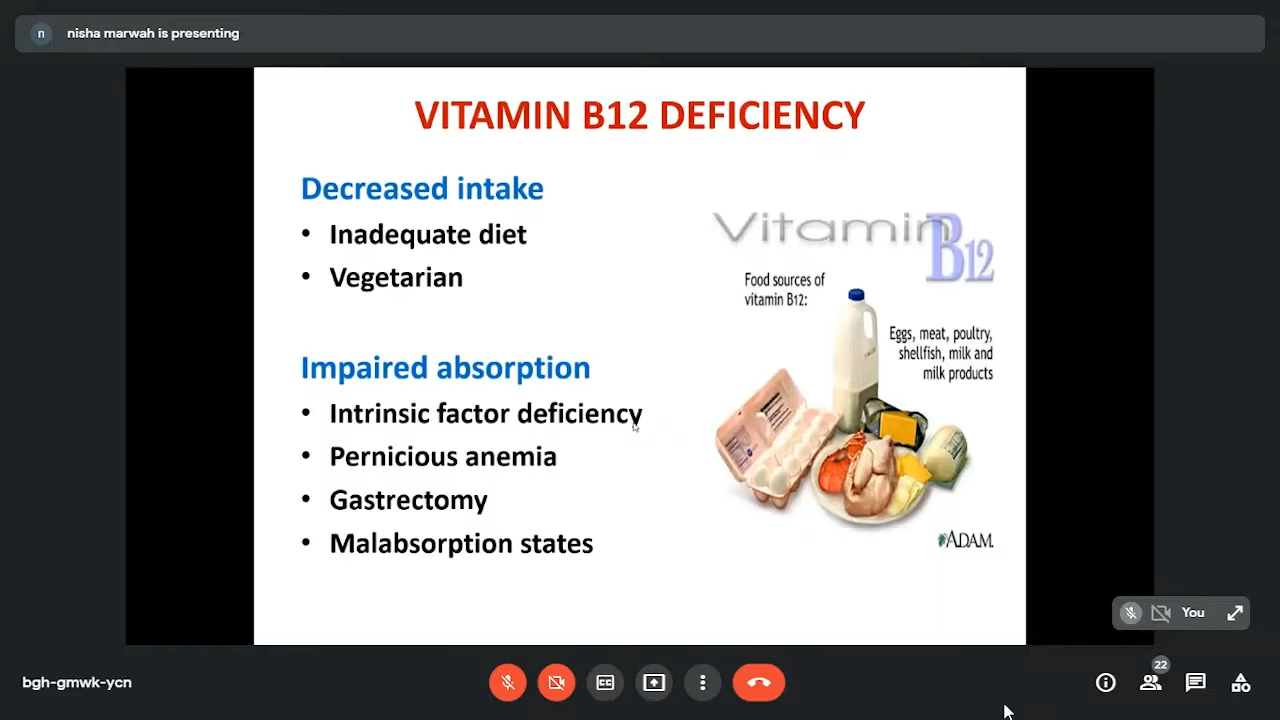 n
nisha marwah is presenting
VITAMIN B12 DEFICIENCY
Decreased intake
• Inadequate diet
• Vegetarian
Impaired absorption
• Intrinsic factor deficiency
• Pernicious anemia
• Gastrectomy
• Malabsorption states
Vitamin B12
Food sources of
vitamin B12:
Eggs, meat, poultry,
shellfish, milk and
milk products
ADAM.
You
bgh-gmwk-ycn
CC
22